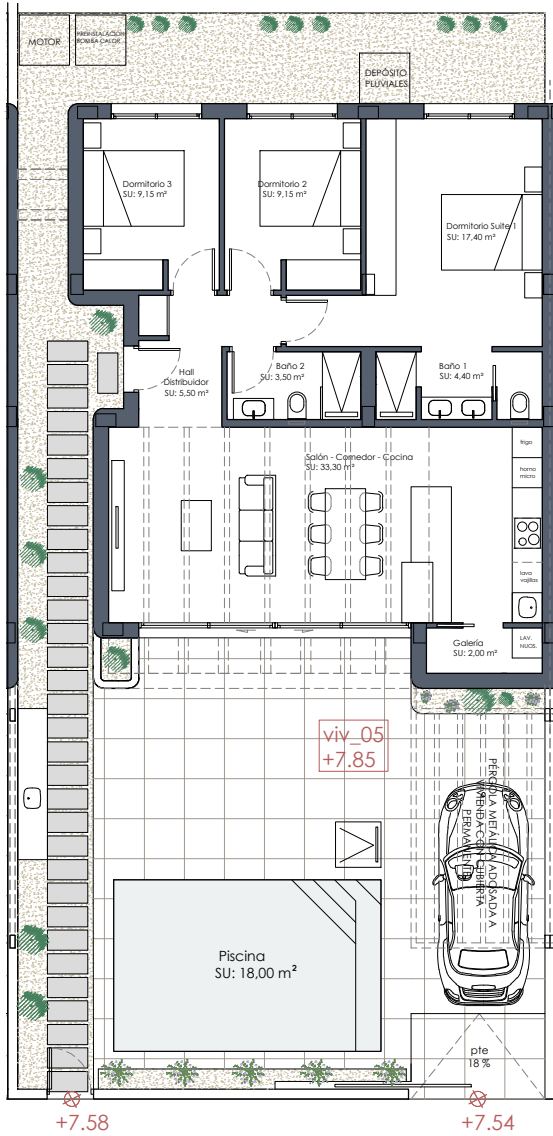 MOTOR
PREINSTALACIÓN
BOMBA CALOR
DEPÓSITO
PLUVIALES
Dormitorio 3
SU: 9,15 m²
Dormitorio 2
SU: 9,15 m²
Dormitorio Suite 1
SU: 17,40 m²
Hall
Distribuidor
SU: 5,50 m²
Baño 2
SU: 3,50 m²
Baño 1
SU: 4,40 m²
Salón - Comedor - Cocina
SU: 33,30 m²
frigo
horno
micro
lava
vajillas
Galería
SU: 2,00 m²
LAV.
viv_05
+7.85
PÉRGOLA METÁLICA ADOSADA A
VIVIENDA CON CUBIERTA
PERMANENTE
Piscina
SU: 18,00 m²
pte
18 %
+7.58
+7.54